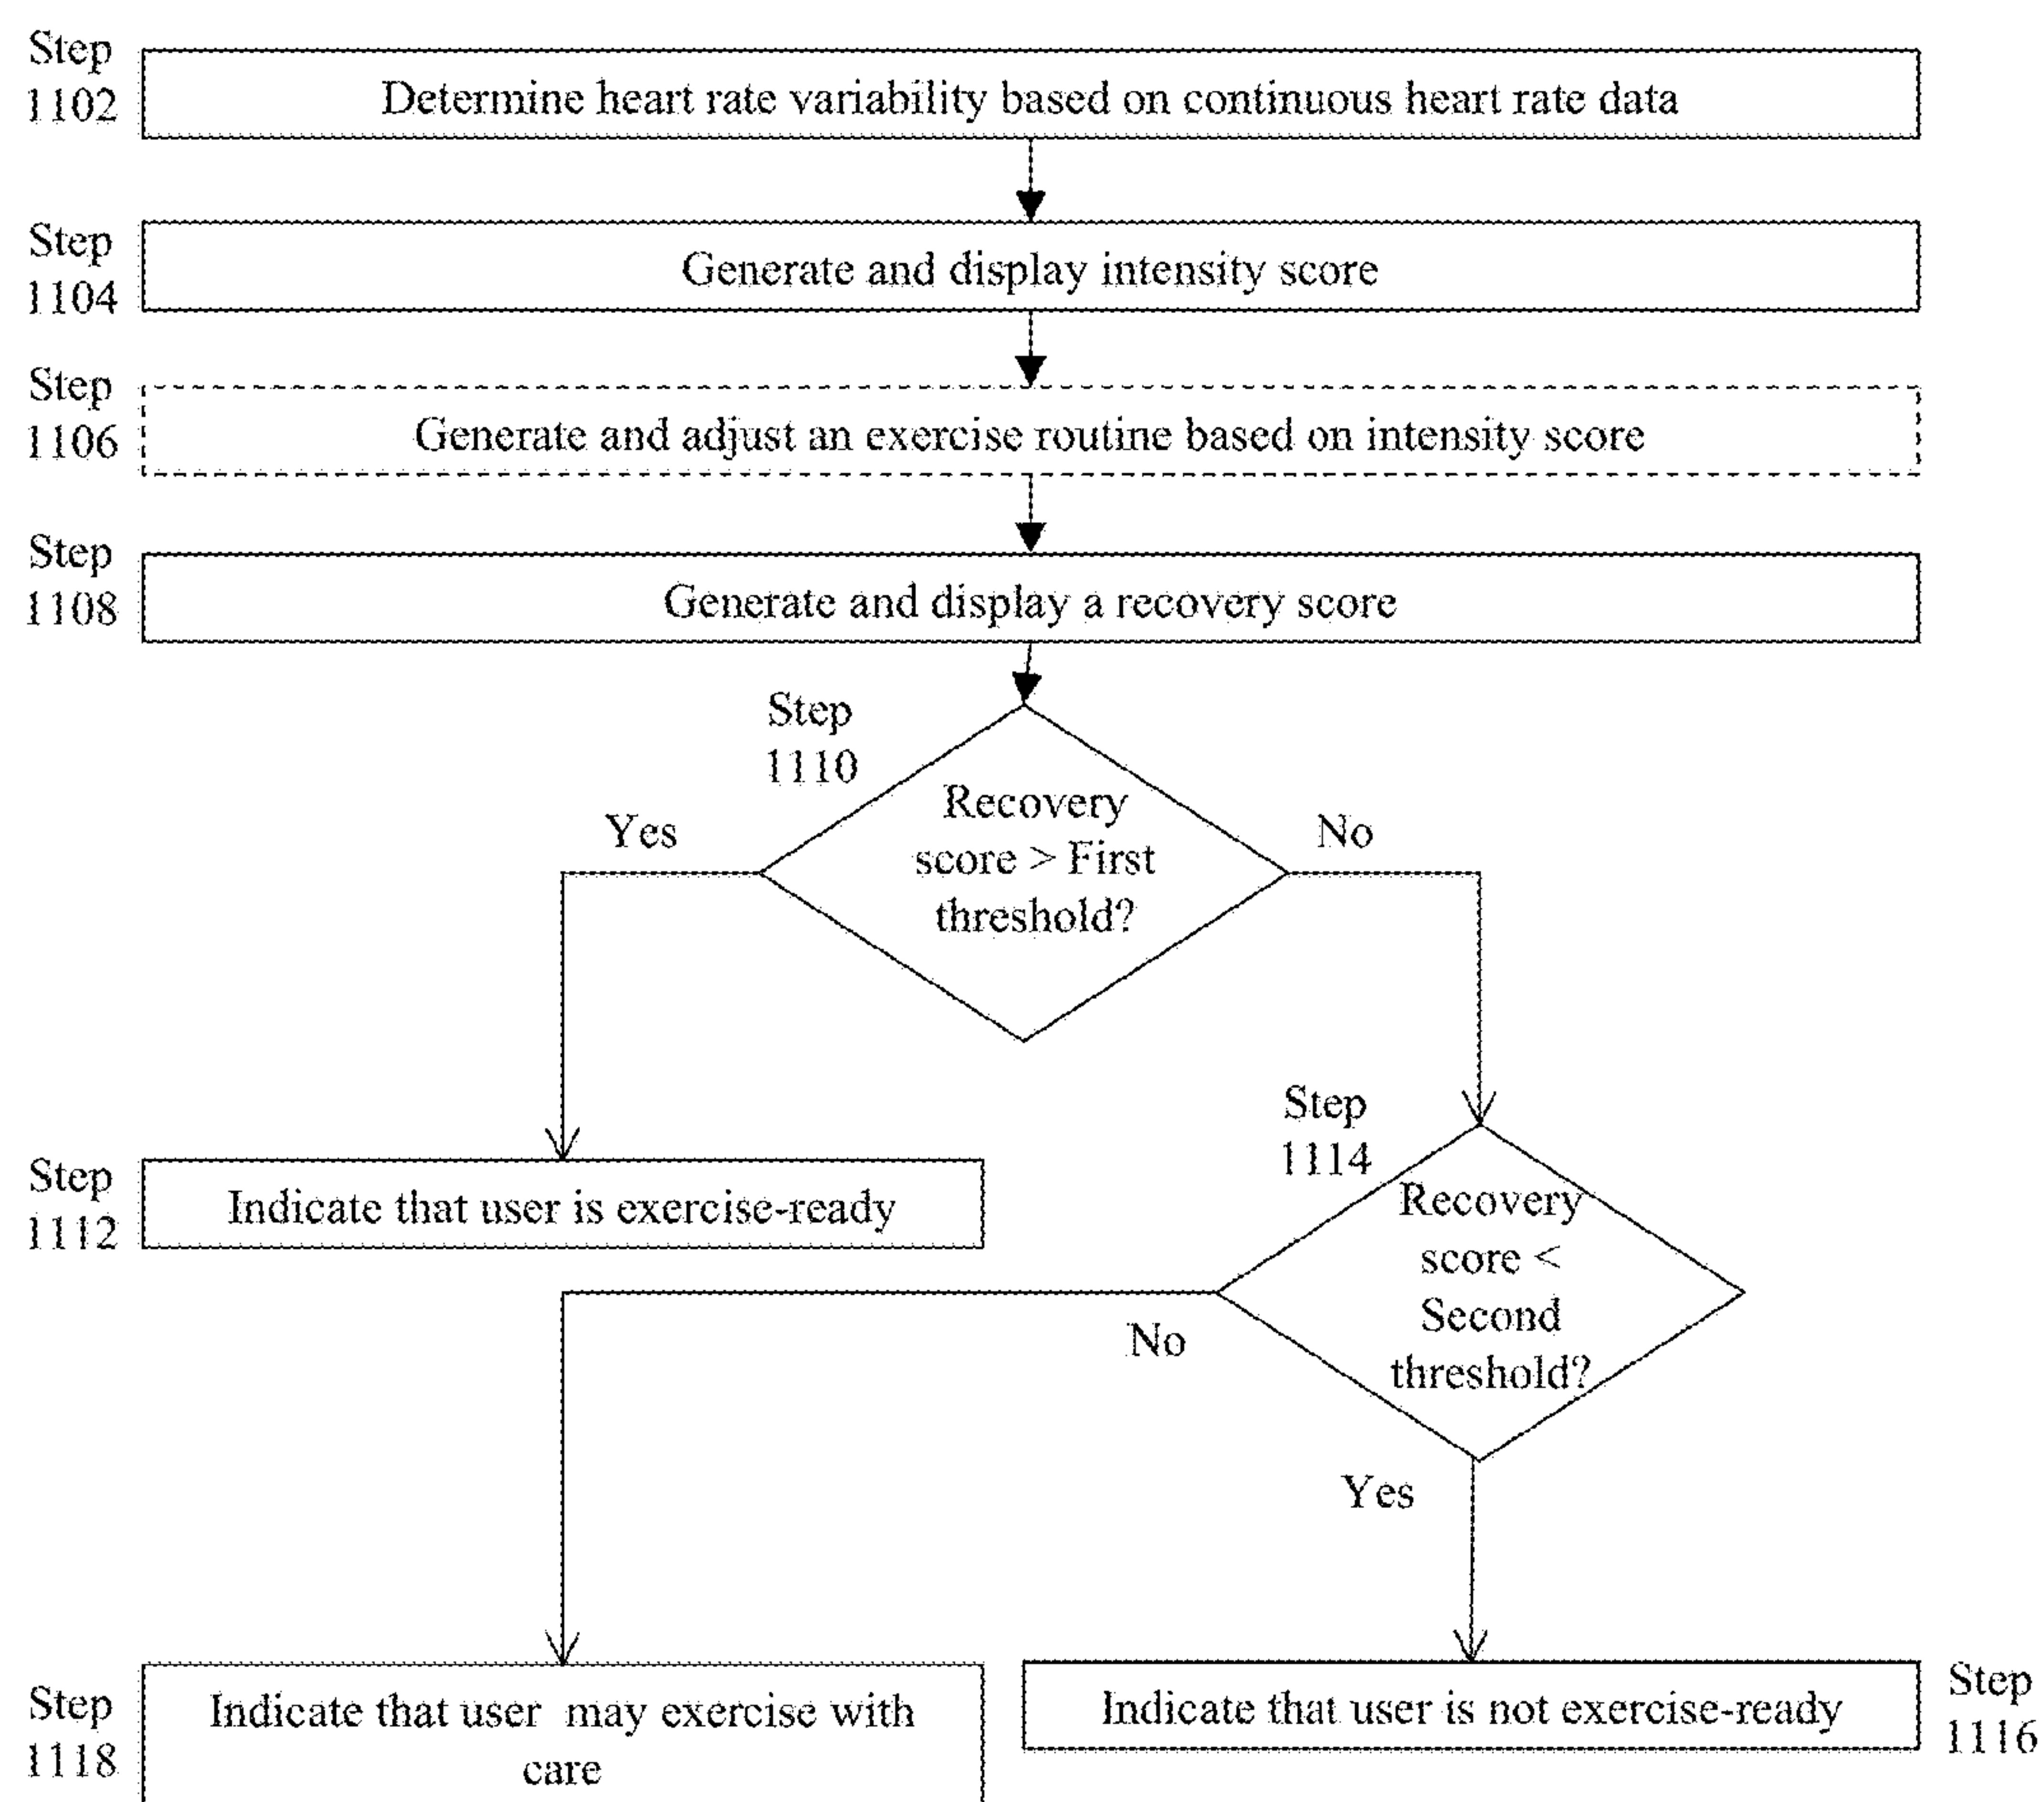 Step
1102
Determine heart rate variability based on continuous heart rate data
Step
1104
Generate and display intensity score
Step
1106
Generate and adjust an exercise routine based on intensity score
Step
1108
Generate and display a recovery score
Step
1110
Recovery
score > First
threshold?
Yes
No
Step
1112
Indicate that user is exercise-ready
Step
1114
Recovery
score <
Second
threshold?
No
Yes
Step
1118
Indicate that user may exercise with
care
Indicate that user is not exercise-ready
Step
1116